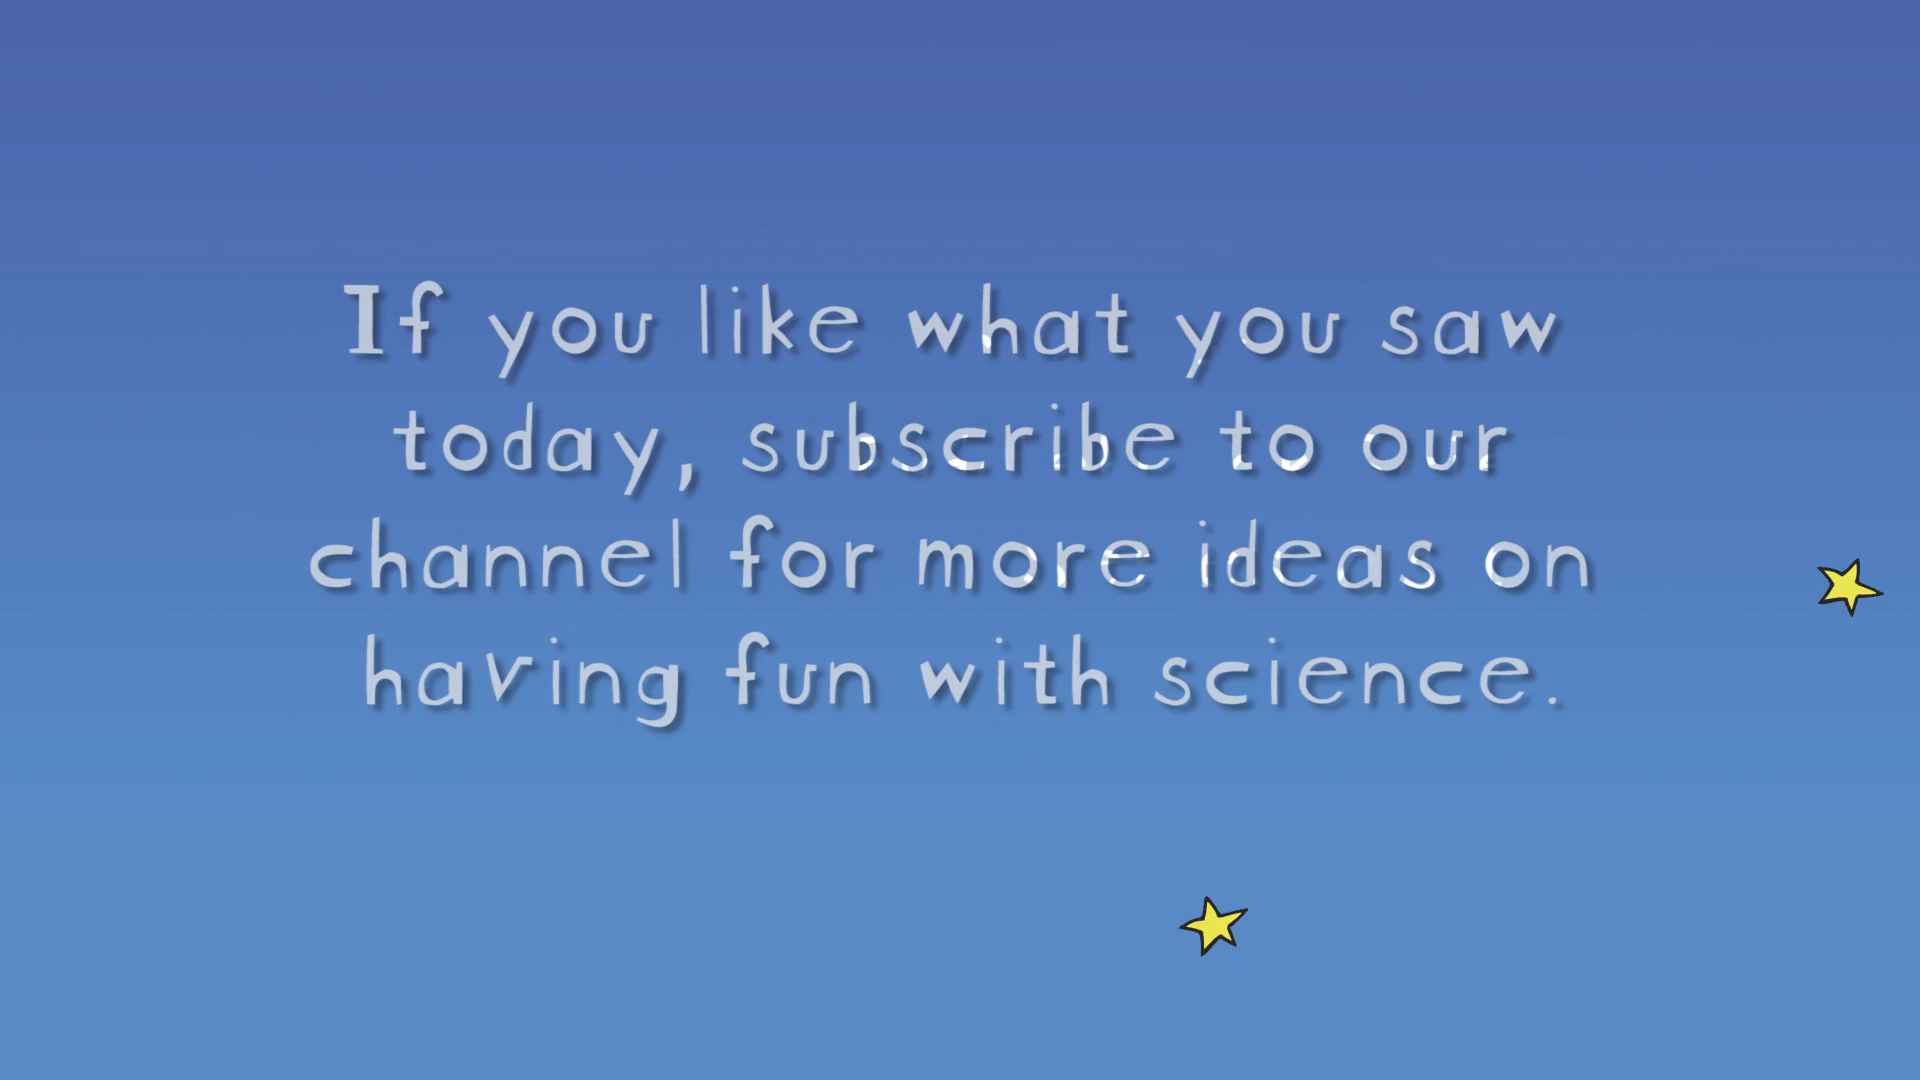 If you like what you saw
today, subscribe to our
channel for more ideas on
having fun with science.